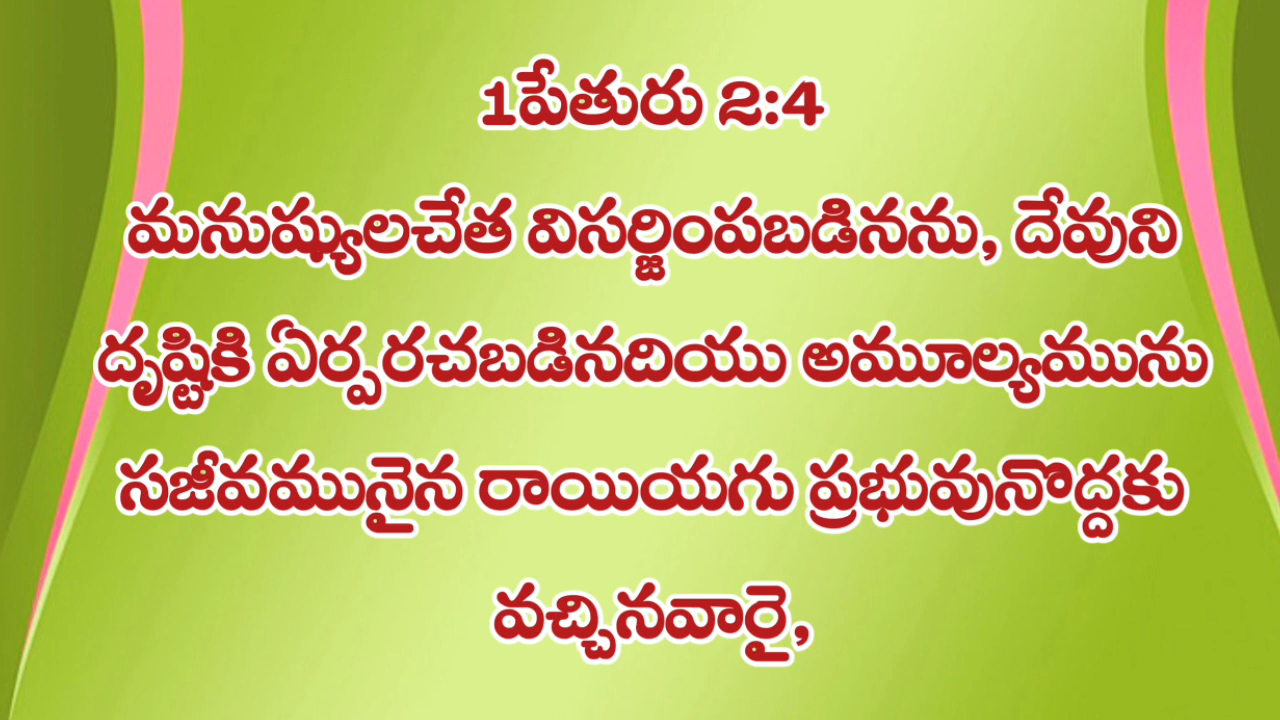 1పేతురు 2:4
మనుష్యులచేత విసర్జింపబడినను, దేవుని
దృష్టికి ఏర్పరచబడినదియు అమూల్యమును
సజీవమునైన రాయియగు ప్రభువునొద్దకు
వచ్చినవారై,